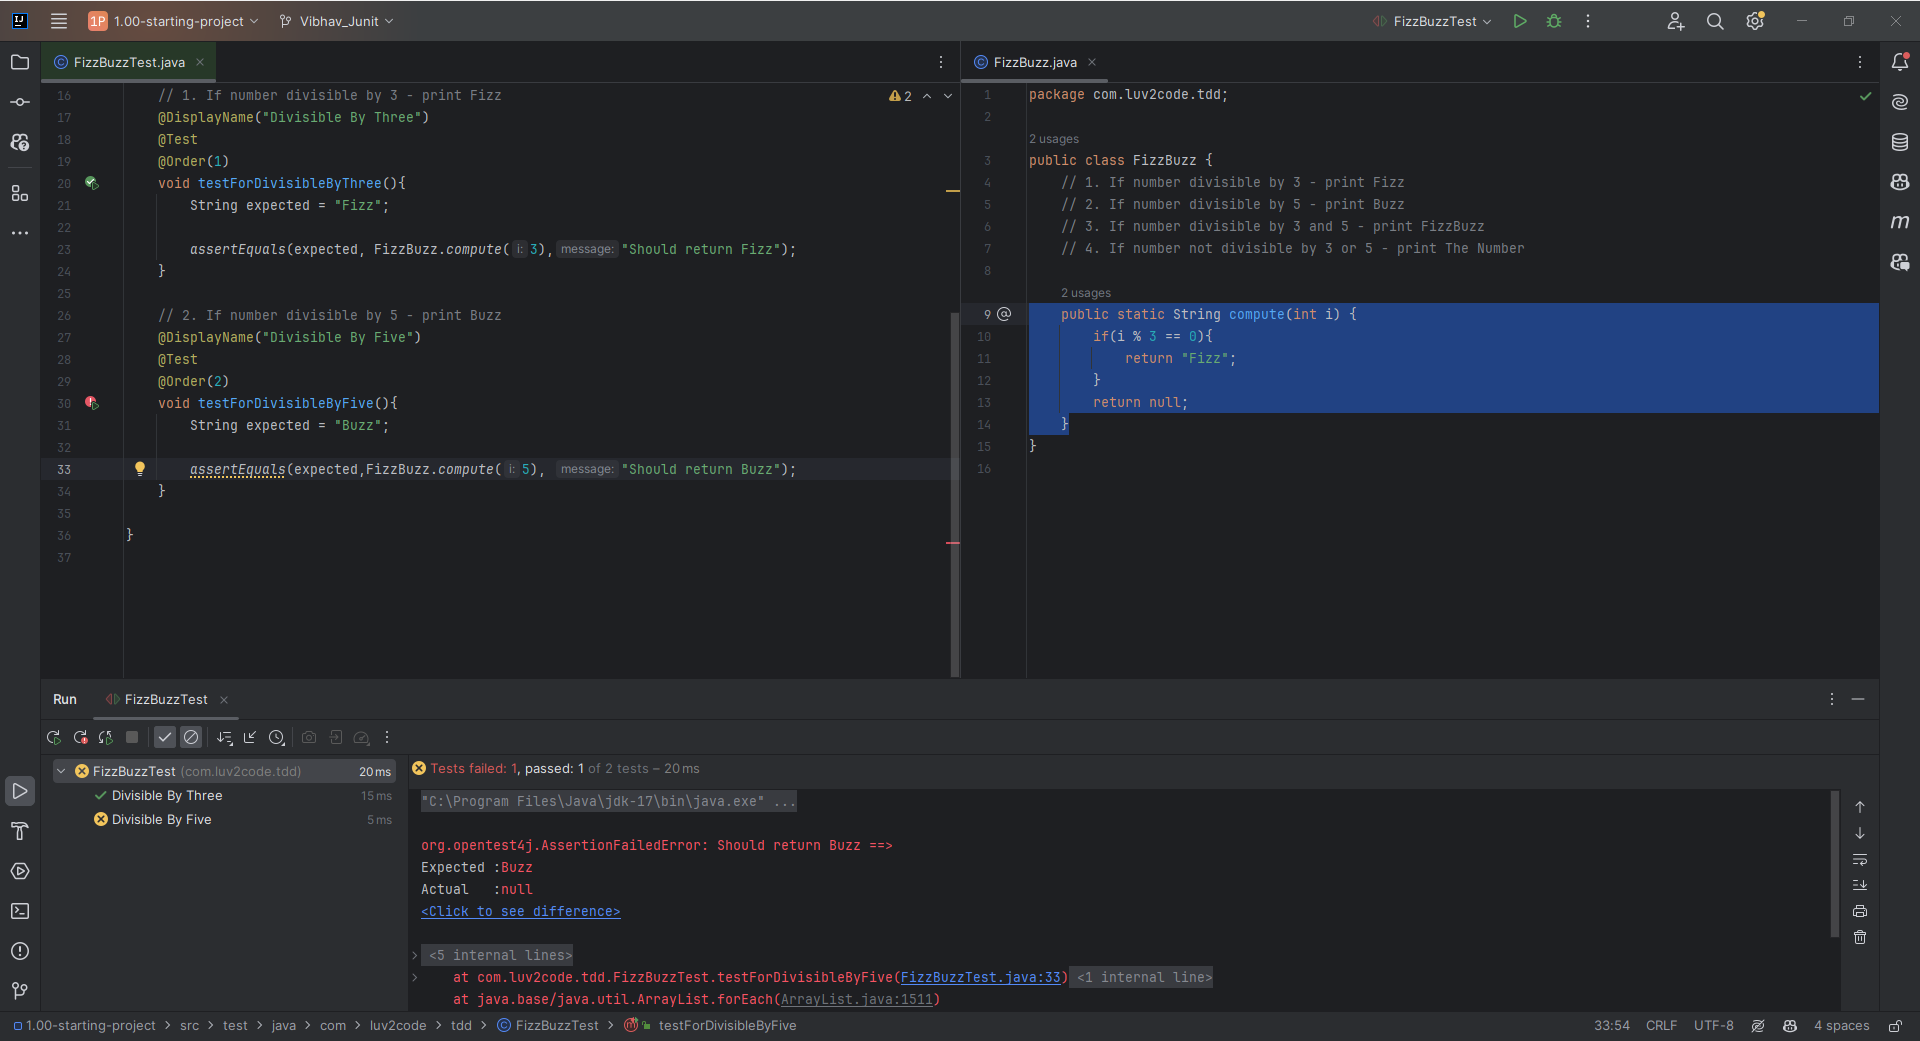 1P 1.00-starting-project Vibhav_Junit FizzBuzzTest
FizzBuzzTest.java
16 // 1. If number divisible by 3 - print Fizz 2
17 @DisplayName("Divisible By Three")
18 @Test
19 @Order(1)
20 void testForDivisibleByThree(){
21 String expected = "Fizz";
22
23 assertEquals(expected, FizzBuzz.compute( i: 3), message: "Should return Fizz");
24 }
25
26 // 2. If number divisible by 5 - print Buzz
27 @DisplayName("Divisible By Five")
28 @Test
29 @Order(2)
30 void testForDivisibleByFive(){
31 String expected = "Buzz";
32
33 assertEquals(expected,FizzBuzz.compute( i: 5), message: "Should return Buzz");
34 }
35
36 }
37
FizzBuzz.java
1 package com.luv2code.tdd;
2
2 usages
3 public class FizzBuzz {
4 // 1. If number divisible by 3 - print Fizz
5 // 2. If number divisible by 5 - print Buzz
6 // 3. If number divisible by 3 and 5 - print FizzBuzz
7 // 4. If number not divisible by 3 or 5 - print The Number
8
2 usages
9 @ public static String compute(int i) {
10 if(i % 3 == 0){
11 return "Fizz";
12 }
13 return null;
14 }
15 }
16
Run FizzBuzzTest
FizzBuzzTest (com.luv2code.tdd) 20 ms
Divisible By Three 15 ms
Divisible By Five 5 ms
Tests failed: 1, passed: 1 of 2 tests – 20 ms
"C:\Program Files\Java\jdk-17\bin\java.exe" ...
org.opentest4j.AssertionFailedError: Should return Buzz ==>
Expected :Buzz
Actual :null
<Click to see difference>
<5 internal lines>
at com.luv2code.tdd.FizzBuzzTest.testForDivisibleByFive(FizzBuzzTest.java:33) <1 internal line>
at java.base/java.util.ArrayList.forEach(ArrayList.java:1511)
1.00-starting-project > src > test > java > com > luv2code > tdd > FizzBuzzTest > testForDivisibleByFive 33:54 CRLF UTF-8 4 spaces